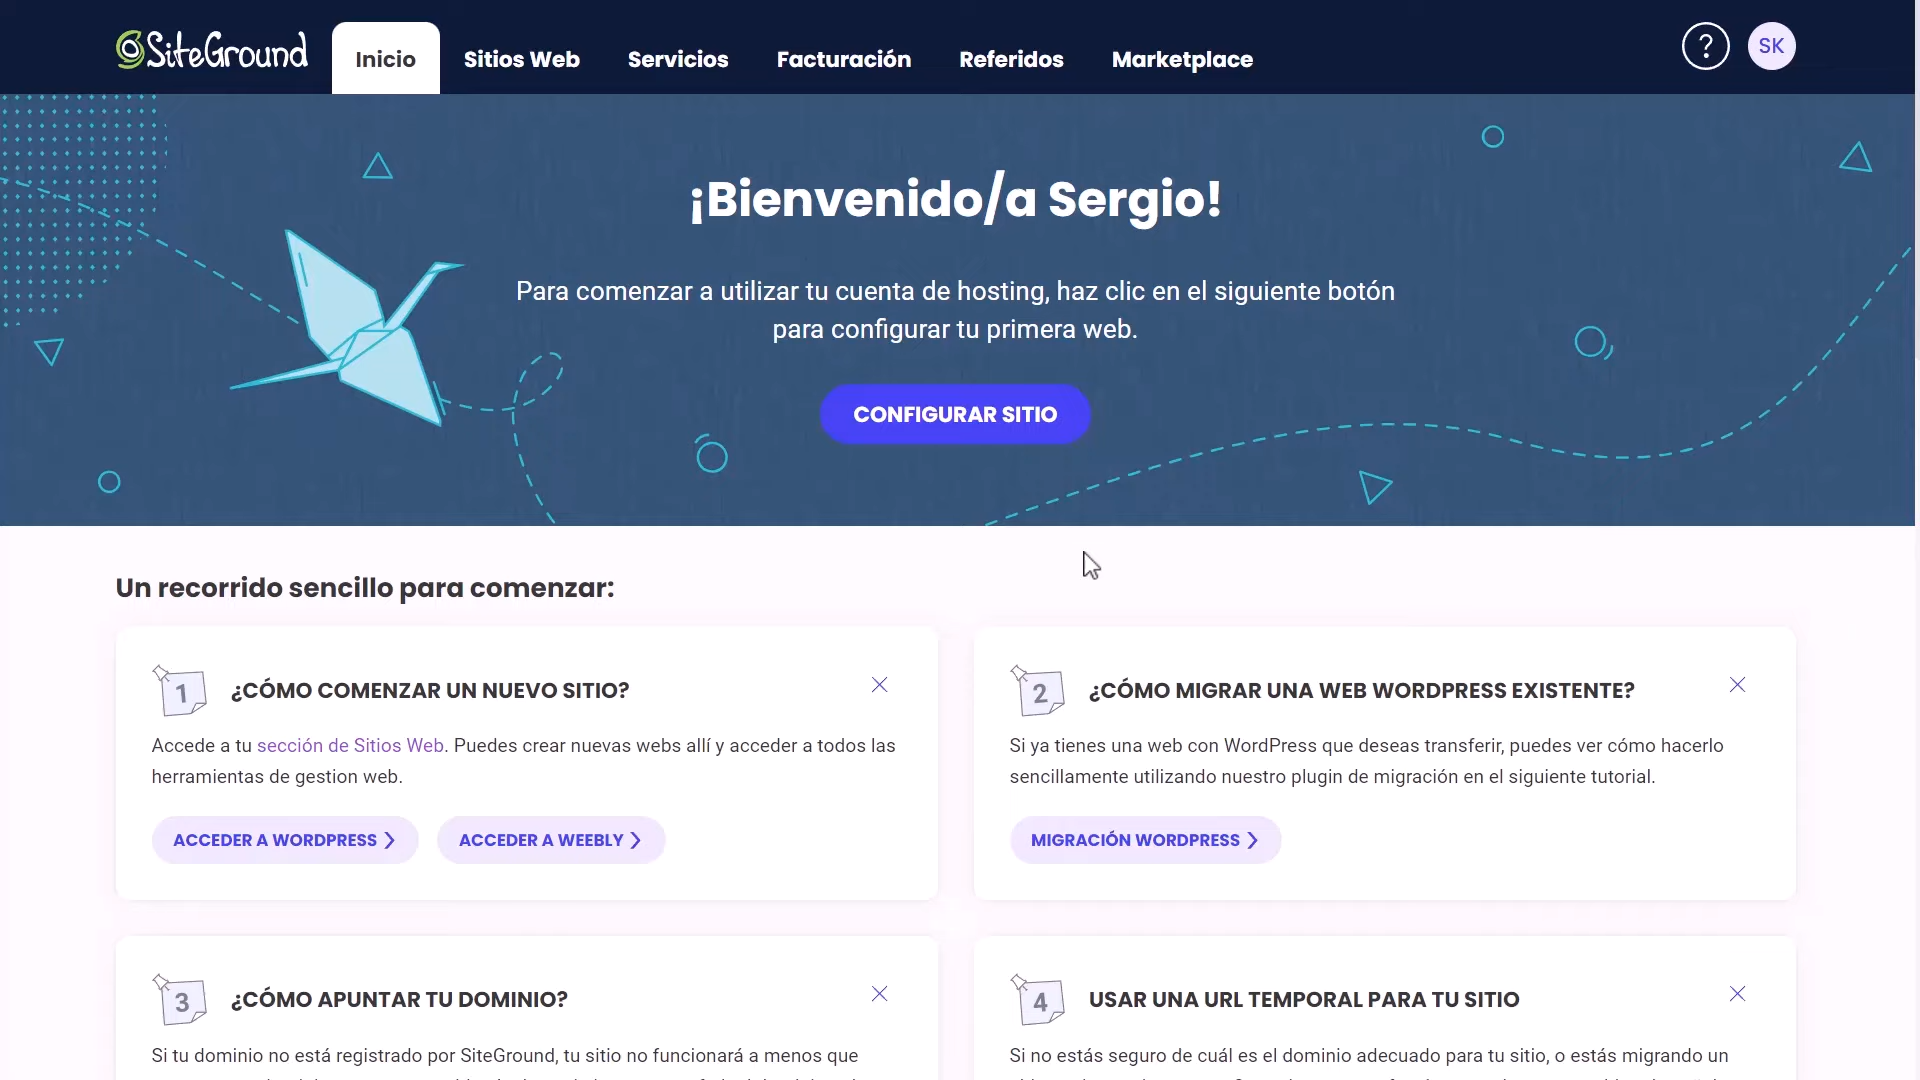 SiteGround
Inicio
Sitios Web
Servicios
Facturación
Referidos
Marketplace
?
SK
¡Bienvenido/a Sergio!
Para comenzar a utilizar tu cuenta de hosting, haz clic en el siguiente botón
para configurar tu primera web.
CONFIGURAR SITIO
Un recorrido sencillo para comenzar:
1
¿CÓMO COMENZAR UN NUEVO SITIO?
Accede a tu sección de Sitios Web. Puedes crear nuevas webs allí y acceder a todos las
herramientas de gestion web.
ACCEDER A WORDPRESS
ACCEDER A WEEBLY
2
¿CÓMO MIGRAR UNA WEB WORDPRESS EXISTENTE?
Si ya tienes una web con WordPress que deseas transferir, puedes ver cómo hacerlo
sencillamente utilizando nuestro plugin de migración en el siguiente tutorial.
MIGRACIÓN WORDPRESS
3
¿CÓMO APUNTAR TU DOMINIO?
Si tu dominio no está registrado por SiteGround, tu sitio no funcionará a menos que
4
USAR UNA URL TEMPORAL PARA TU SITIO
Si no estás seguro de cuál es el dominio adecuado para tu sitio, o estás migrando un